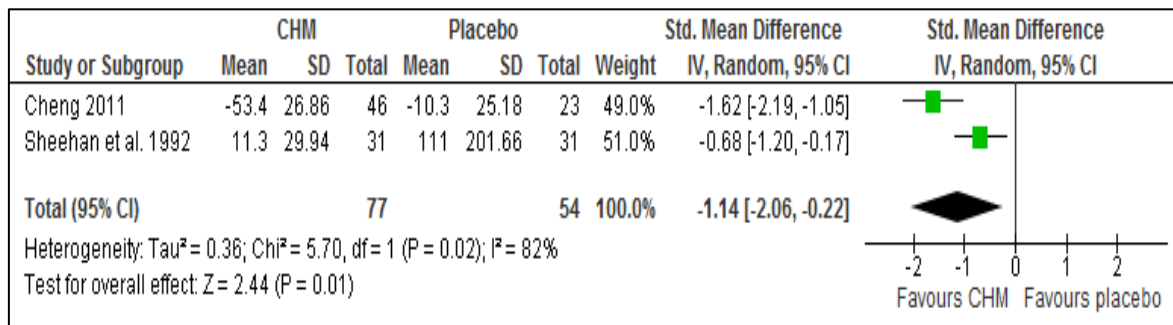 CHM Placebo Std. Mean Difference Std. Mean Difference
Study or Subgroup Mean SD Total Mean SD Total Weight IV, Random, 95% CI IV, Random, 95% CI
Cheng 2011 -53.4 26.86 46 -10.3 25.18 23 49.0% -1.62 [-2.19, -1.05]
Sheehan et al. 1992 11.3 29.94 31 111 201.66 31 51.0% -0.68 [-1.20, -0.17]
Total (95% CI) 77 54 100.0% -1.14 [-2.06, -0.22]
Heterogeneity: Tau² = 0.36; Chi² = 5.70, df = 1 (P = 0.02); I² = 82%
Test for overall effect: Z = 2.44 (P = 0.01)
-2 -1 0 1 2
Favours CHM Favours placebo